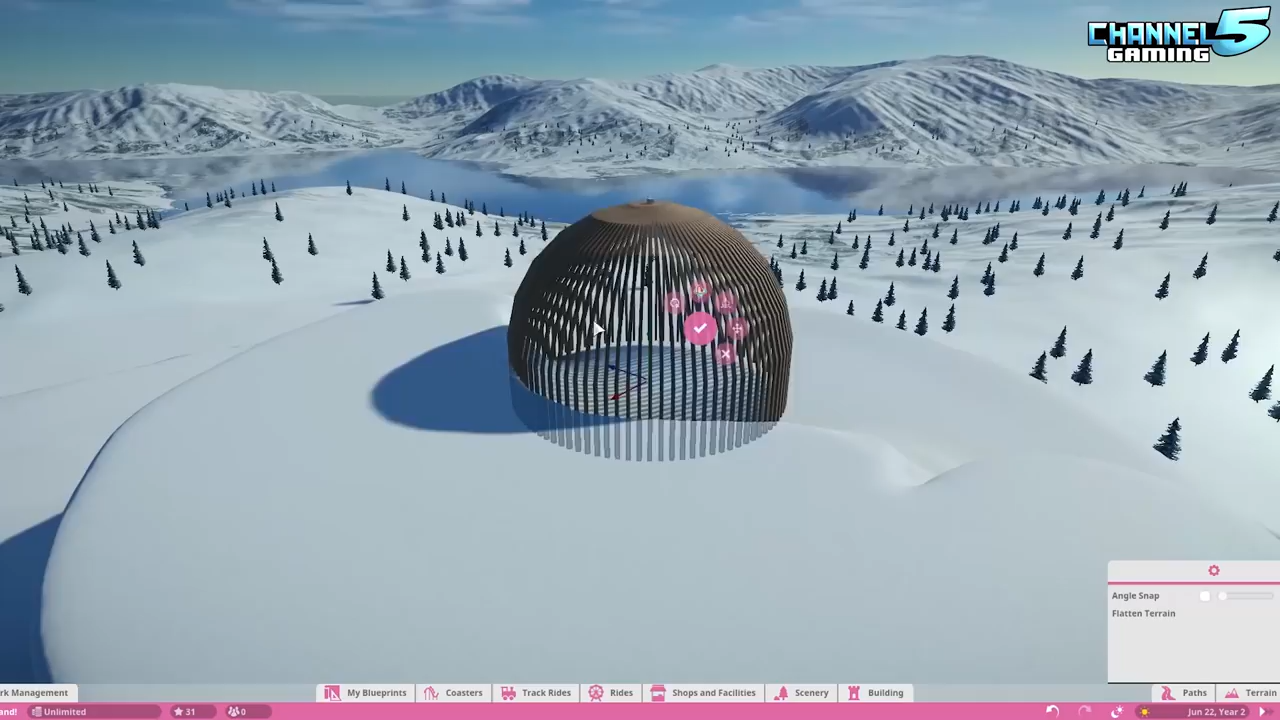 CHANNEL 5
GAMING
Angle Snap
Flatten Terrain
rk Management
My Blueprints
Coasters
Track Rides
Rides
Shops and Facilities
Scenery
Building
Paths
Terrain
and!
Unlimited
31
0
Jun 22, Year 2